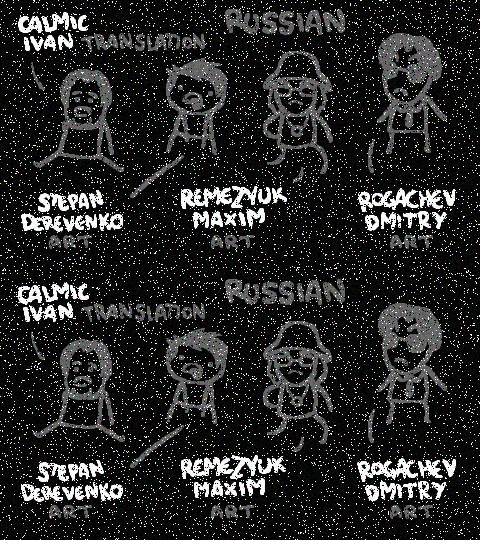 RUSSIAN
CALMIC
IVAN TRANSLATION
STEPAN
DEREVENKO
ART
REMEZYUK
MAXIM
ART
ROGACHEV
DMITRY
ART
RUSSIAN
CALMIC
IVAN TRANSLATION
STEPAN
DEREVENKO
ART
REMEZYUK
MAXIM
ART
ROGACHEV
DMITRY
ART